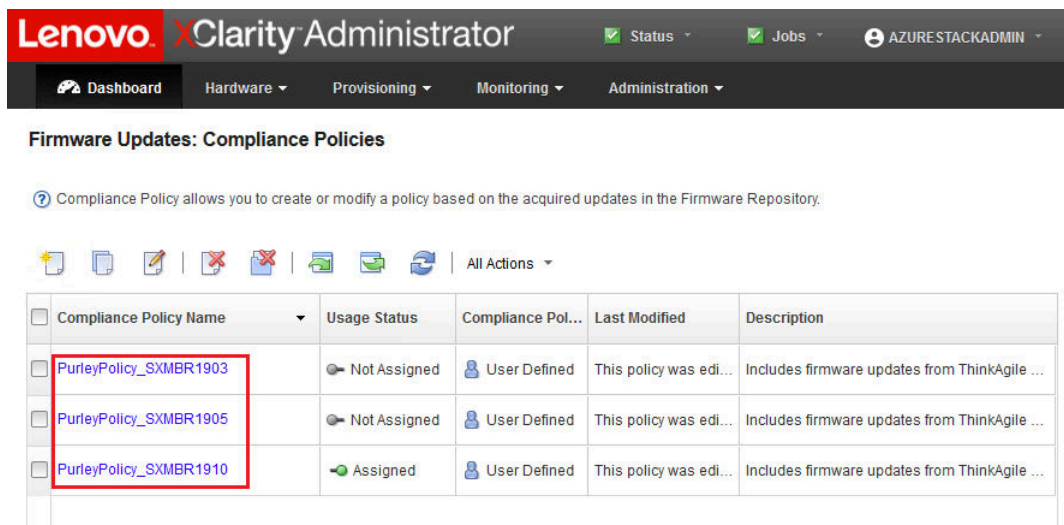 Lenovo. XClarity Administrator Status Jobs AZURESTACKADMIN
Dashboard Hardware Provisioning Monitoring Administration
Firmware Updates: Compliance Policies
? Compliance Policy allows you to create or modify a policy based on the acquired updates in the Firmware Repository.
All Actions
Compliance Policy Name Usage Status Compliance Pol... Last Modified Description
PurleyPolicy_SXMBR1903 Not Assigned User Defined This policy was edi... Includes firmware updates from ThinkAgile ...
PurleyPolicy_SXMBR1905 Not Assigned User Defined This policy was edi... Includes firmware updates from ThinkAgile ...
PurleyPolicy_SXMBR1910 Assigned User Defined This policy was edi... Includes firmware updates from ThinkAgile ...